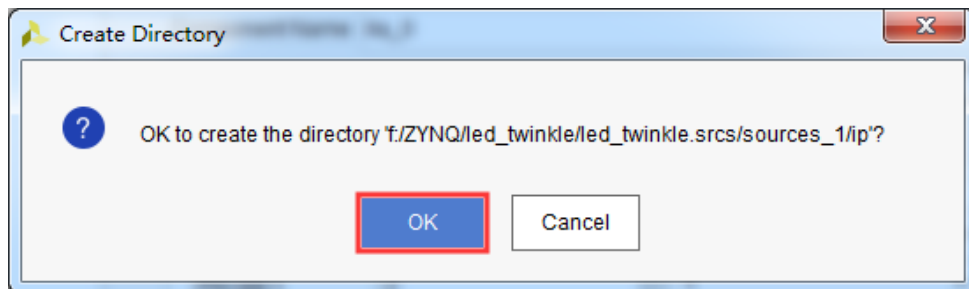 Create Directory
OK to create the directory 'f:/ZYNQ/led_twinkle/led_twinkle.srcs/sources_1/ip'?
OK
Cancel